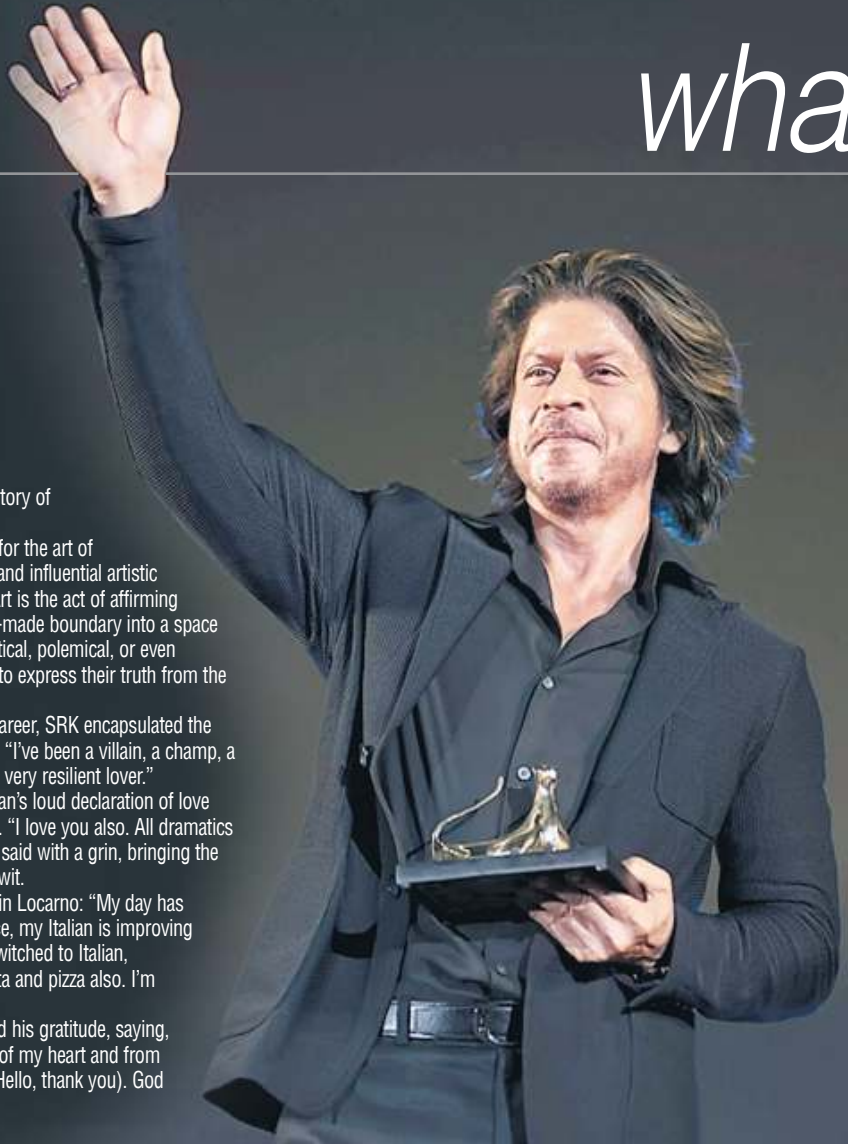 wha
tory of
for the art of
and influential artistic
rt is the act of affirming
-made boundary into a space
tical, polemical, or even
to express their truth from the
areer, SRK encapsulated the
"I've been a villain, a champ, a
very resilient lover."
an's loud declaration of love
. "I love you also. All dramatics
said with a grin, bringing the
wit.
in Locarno: "My day has
e, my Italian is improving
witched to Italian,
ta and pizza also. I'm
d his gratitude, saying,
of my heart and from
Hello, thank you). God